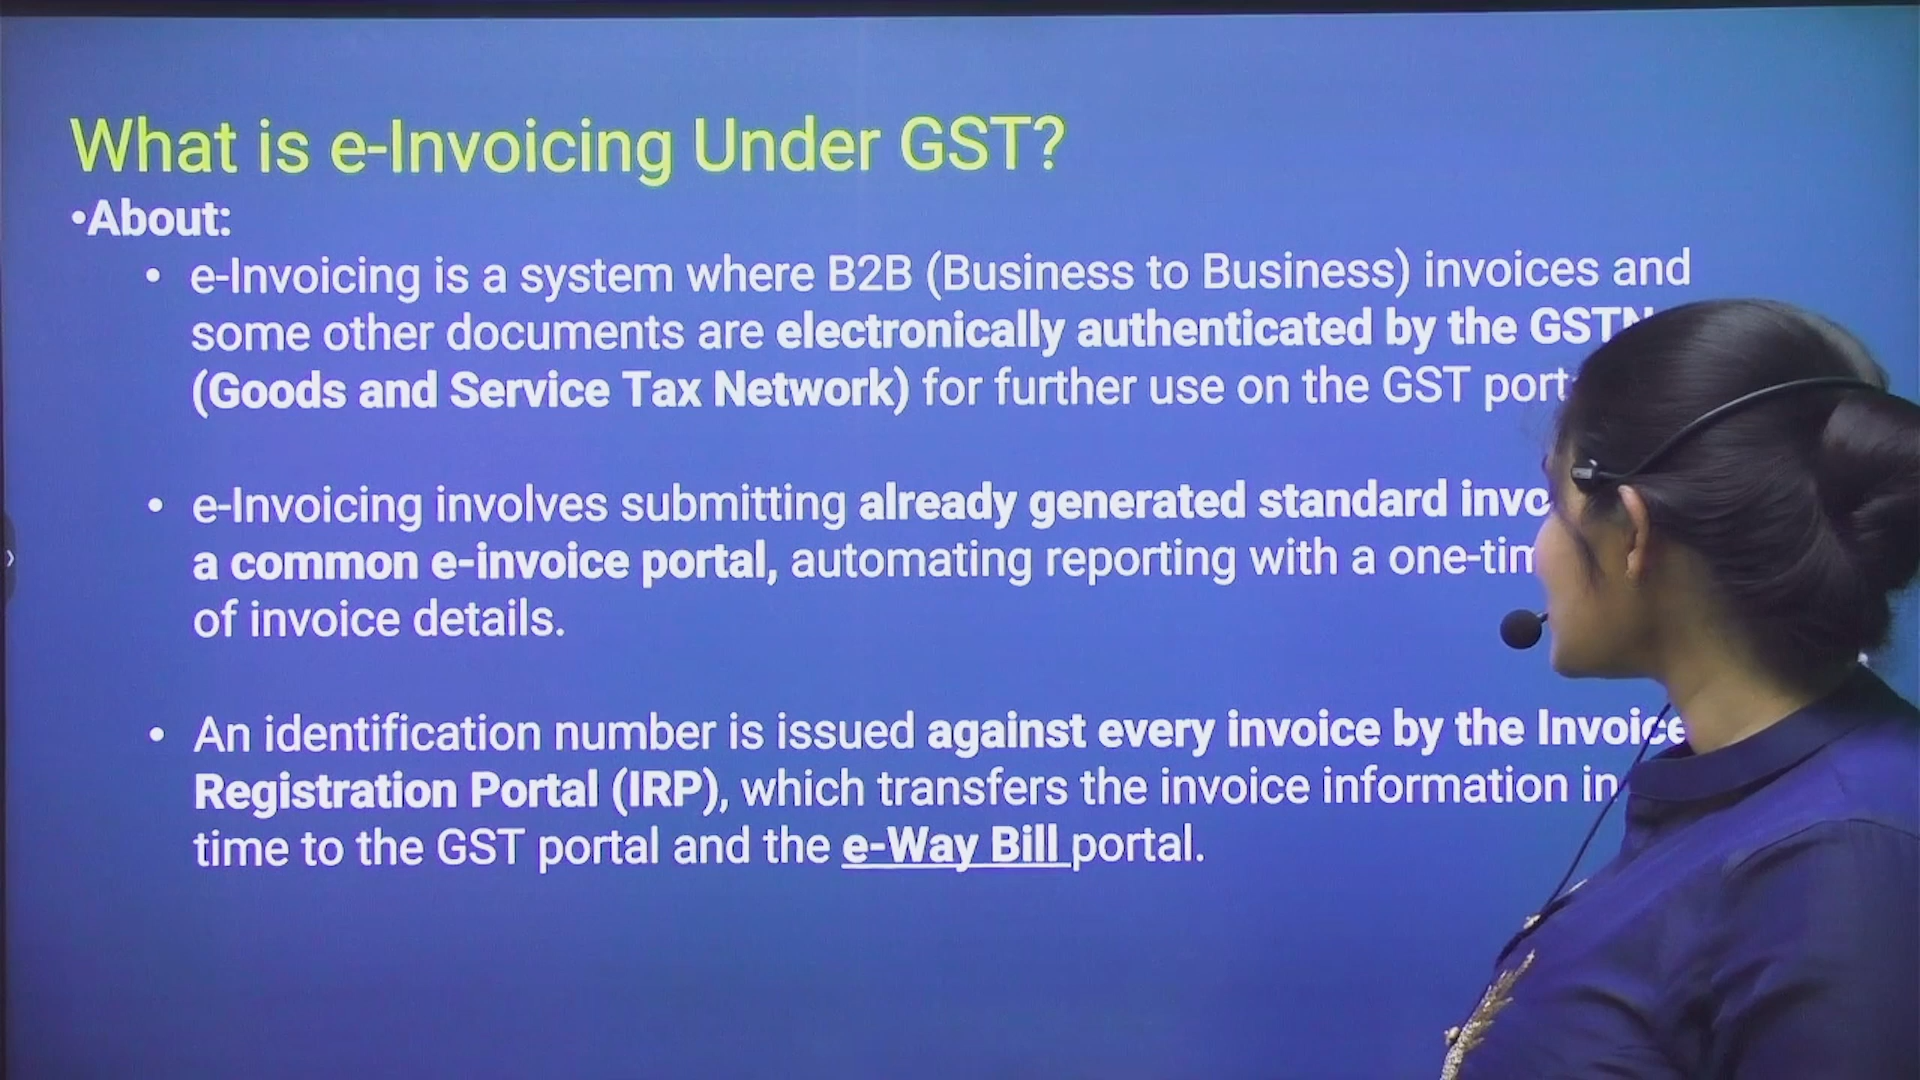 What is e-Invoicing Under GST?
•About:
• e-Invoicing is a system where B2B (Business to Business) invoices and
some other documents are electronically authenticated by the GSTN
(Goods and Service Tax Network) for further use on the GST
• e-Invoicing involves submitting already generated standard
a common e-invoice portal, automating reporting with a
of invoice details.
• An identification number is issued against every invoice by the Invoice
Registration Portal (IRP), which transfers the invoice information in
time to the GST portal and the e-Way Bill portal.